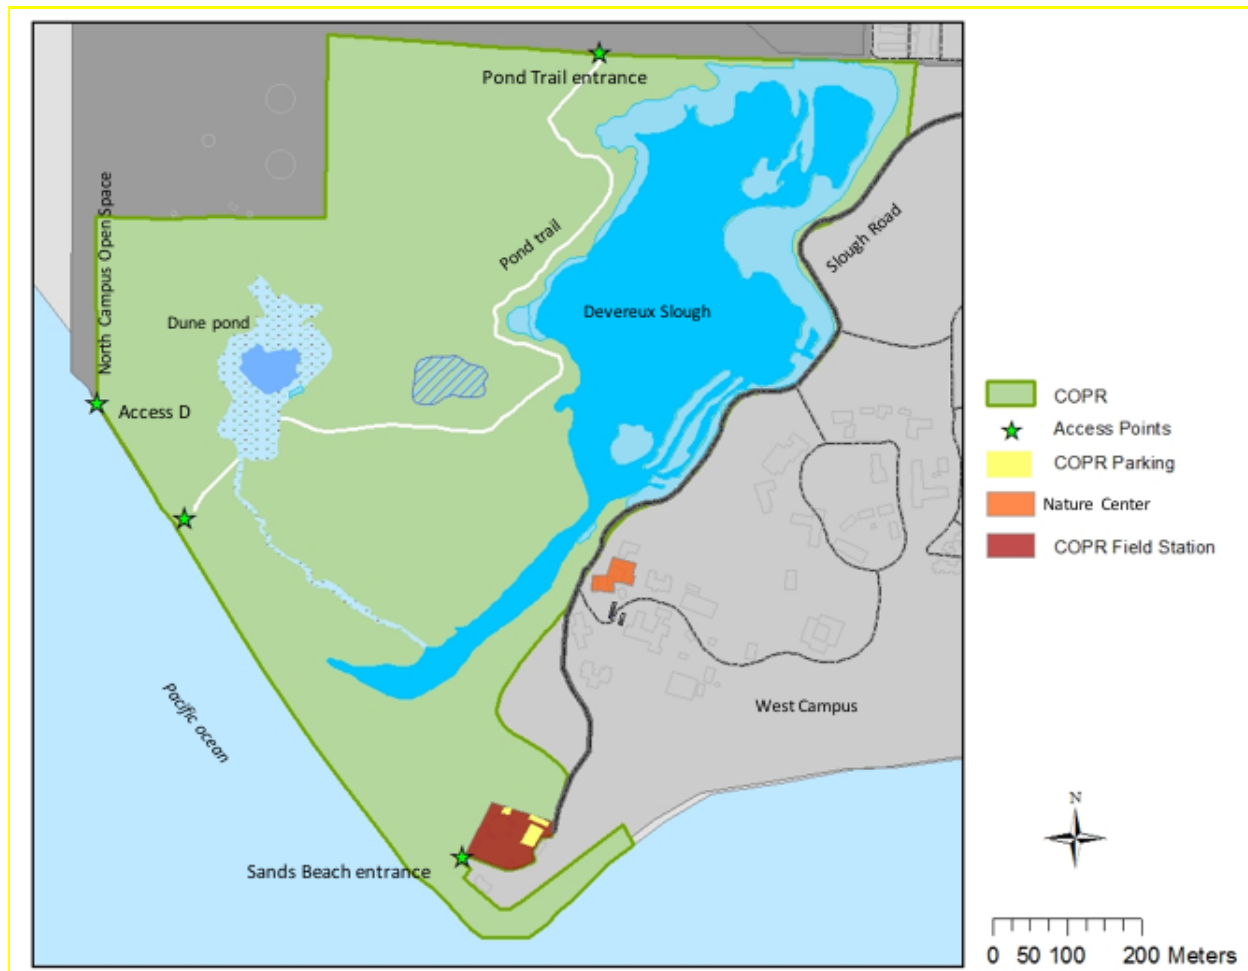 Pond Trail entrance
North Campus Open Space
Pond trail
Slough Road
Devereux Slough
Dune pond
Access D
Pacific ocean
West Campus
Sands Beach entrance
COPR
Access Points
COPR Parking
Nature Center
COPR Field Station
N
0 50 100 200 Meters